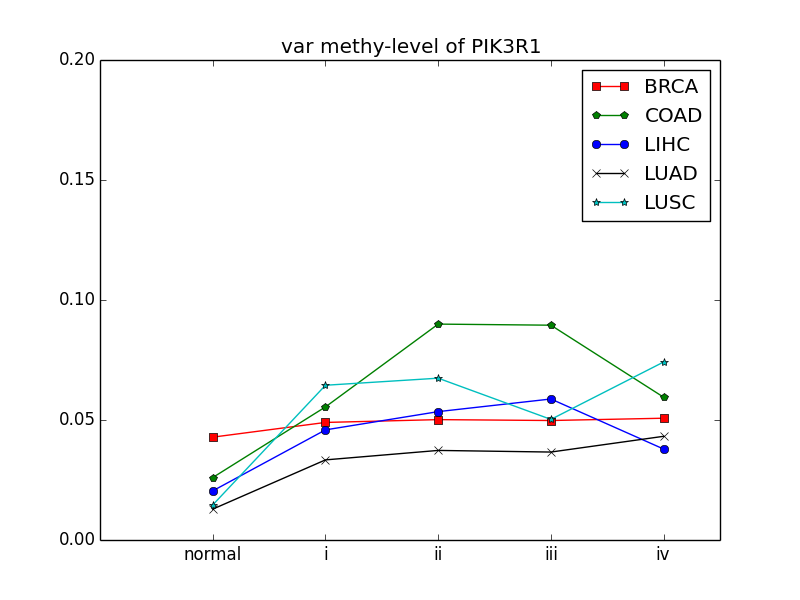 var methy-level of PIK3R1
0.20
0.15
0.10
0.05
0.00
BRCA
COAD
LIHC
LUAD
LUSC
normal i ii iii iv